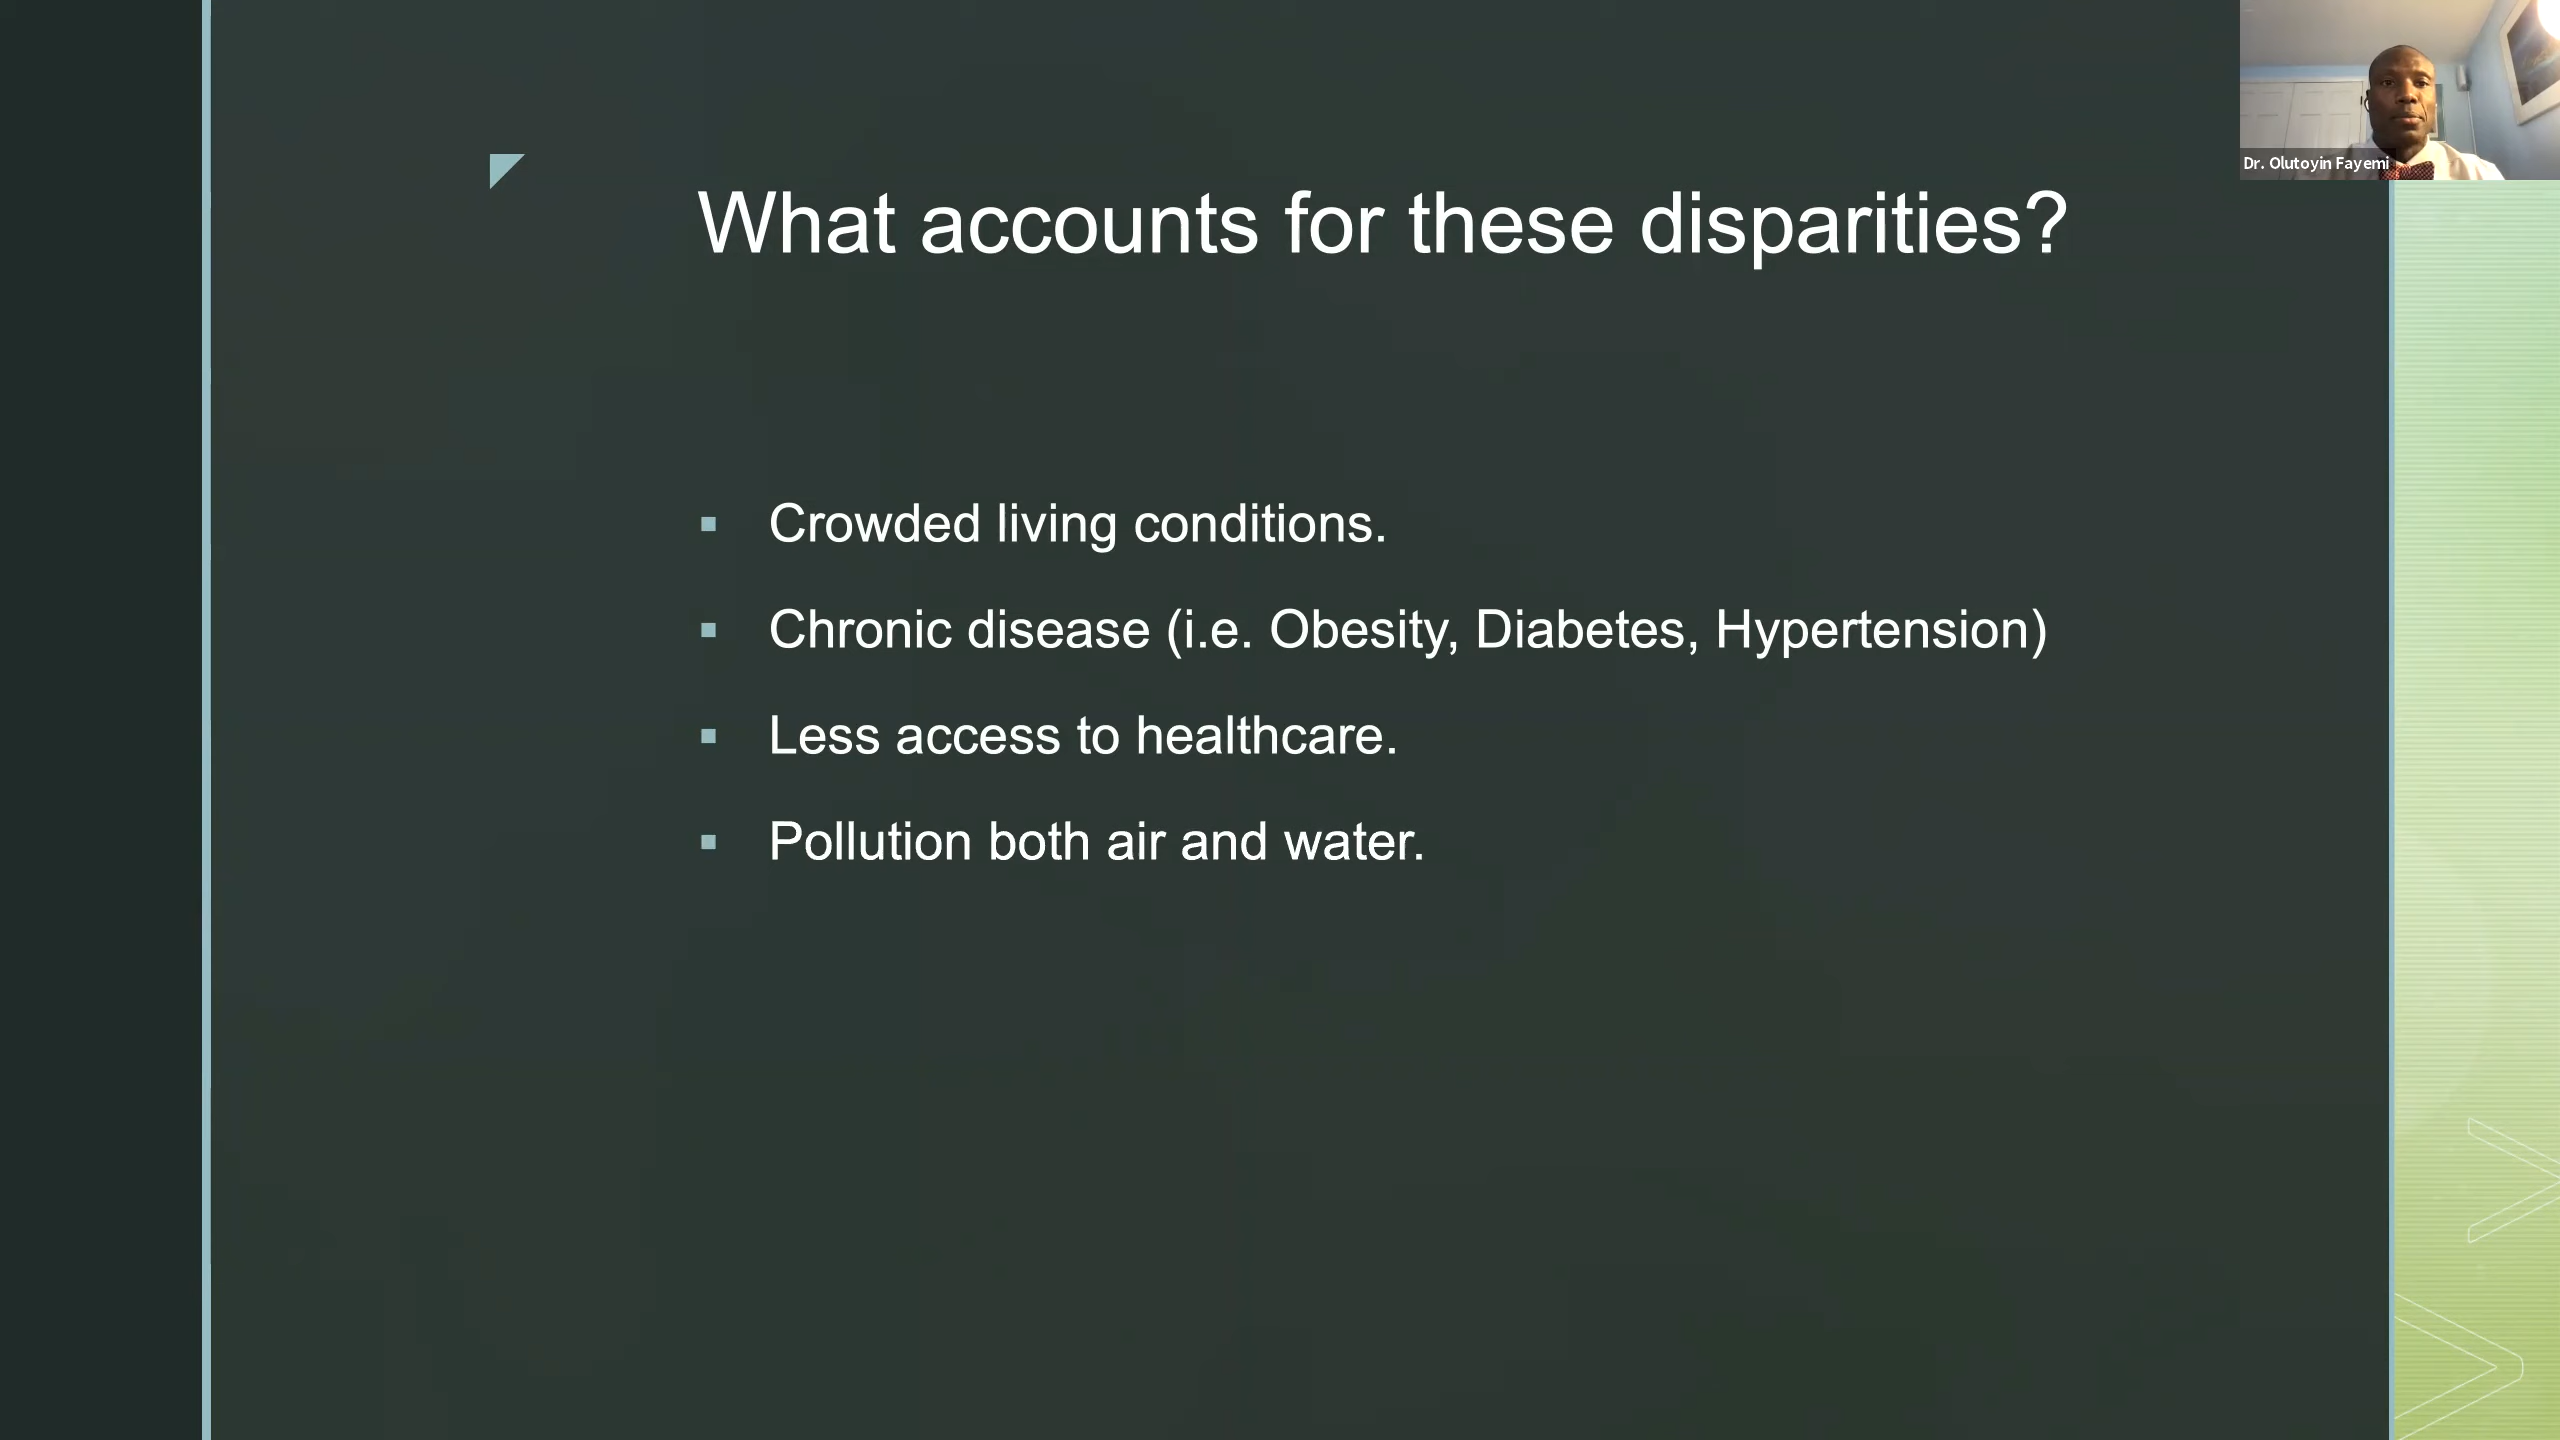 Dr. Olutoyin Fayemi
What accounts for these disparities?
Crowded living conditions.
Chronic disease (i.e. Obesity, Diabetes, Hypertension)
Less access to healthcare.
Pollution both air and water.